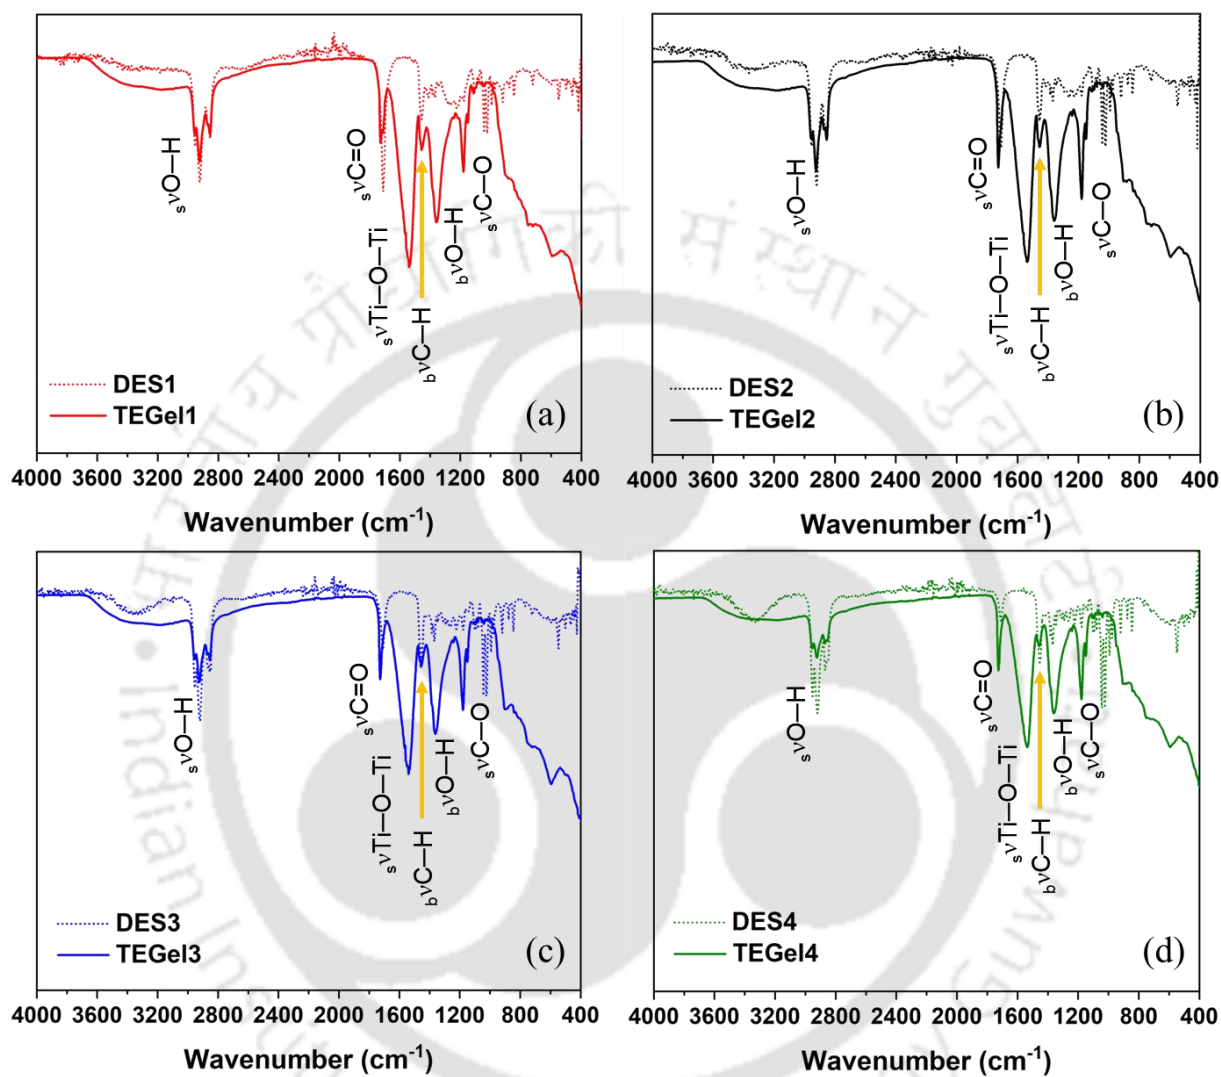 sνO−H
sνC=O
sνTi−O−Ti
bνC−H
bνO−H
sνC−O
DES1
TEGel1
(a)
4000 3600 3200 2800 2400 2000 1600 1200 800 400
Wavenumber (cm-1)
sνO−H
sνC=O
sνTi−O−Ti
bνC−H
bνO−H
sνC−O
DES2
TEGel2
(b)
4000 3600 3200 2800 2400 2000 1600 1200 800 400
Wavenumber (cm-1)
sνO−H
sνC=O
sνTi−O−Ti
bνC−H
bνO−H
sνC−O
DES3
TEGel3
(c)
4000 3600 3200 2800 2400 2000 1600 1200 800 400
Wavenumber (cm-1)
sνO−H
sνC=O
sνTi−O−Ti
bνC−H
bνO−H
sνC−O
DES4
TEGel4
(d)
4000 3600 3200 2800 2400 2000 1600 1200 800 400
Wavenumber (cm-1)
Indian